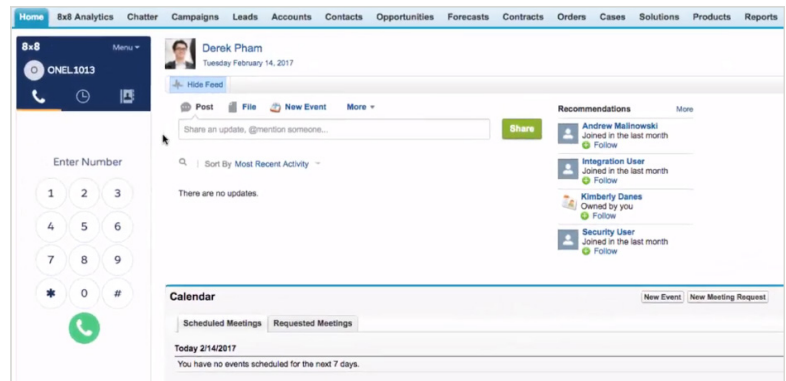 Home 8x8 Analytics Chatter Campaigns Leads Accounts Contacts Opportunities Forecasts Contracts Orders Cases Solutions Products Reports
8x8 Menu
O ONEL1013
Enter Number
1 2 3
4 5 6
7 8 9
* 0 #
Derek Pham
Tuesday February 14, 2017
Hide Feed
Post File New Event More
Share an update, @mention someone...
Share
Sort By Most Recent Activity
There are no updates.
Recommendations More
Andrew Malinowski
Joined in the last month
Follow
Integration User
Joined in the last month
Follow
Kimberly Danes
Owned by you
Follow
Security User
Joined in the last month
Follow
Calendar
New Event New Meeting Request
Scheduled Meetings Requested Meetings
Today 2/14/2017
You have no events scheduled for the next 7 days.